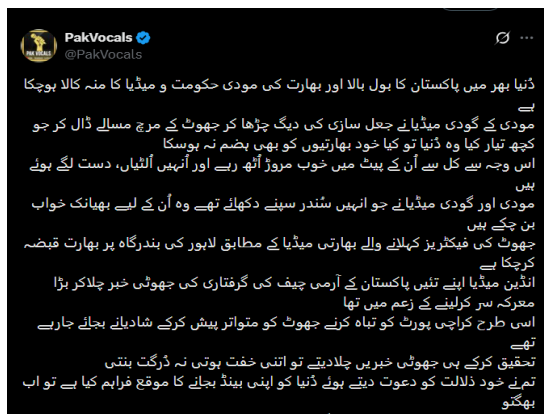 PakVocals
@PakVocals
PAK VOCALS
دُنیا بھر میں پاکستان کا بول بالا اور بھارت کی مودی حکومت و میڈیا کا منہ کالا ہوچکا
ہے
مودی کے گودی میڈیا نے جعل سازی کی دیگ چڑھا کر جھوٹ کے مرچ مسالے ڈال کر جو
کچھ تیار کیا وہ دُنیا تو کیا خود بھارتیوں کو بھی ہضم نہ ہوسکا
اس وجہ سے کل سے اُن کے پیٹ میں خوب مروڑ اُٹھ رہے اور اُنہیں اُلٹیاں، دست لگے ہوئے
ہیں
مودی اور گودی میڈیا نے جو انہیں سُندر سپنے دکھائے تھے وہ اُن کے لیے بھیانک خواب
بن چکے ہیں
جھوٹ کی فیکٹریز کہلانے والے بھارتی میڈیا کے مطابق لاہور کی بندرگاہ پر بھارت قبضہ
کرچکا ہے
انڈین میڈیا اپنے تئیں پاکستان کے آرمی چیف کی گرفتاری کی جھوٹی خبر چلاکر بڑا
معرکہ سر کرلینے کے زعم میں تھا
اسی طرح کراچی پورٹ کو تباہ کرنے جھوٹ کو متواتر پیش کرکے شادیانے بجائے جارہے
تھے
تحقیق کرکے ہی جھوٹی خبریں چلادیتے تو اتنی خفت ہوتی نہ دُرگت بنتی
تم نے خود ذلالت کو دعوت دیتے ہوئے دُنیا کو اپنی بینڈ بجانے کا موقع فراہم کیا ہے تو اب
بھگتو